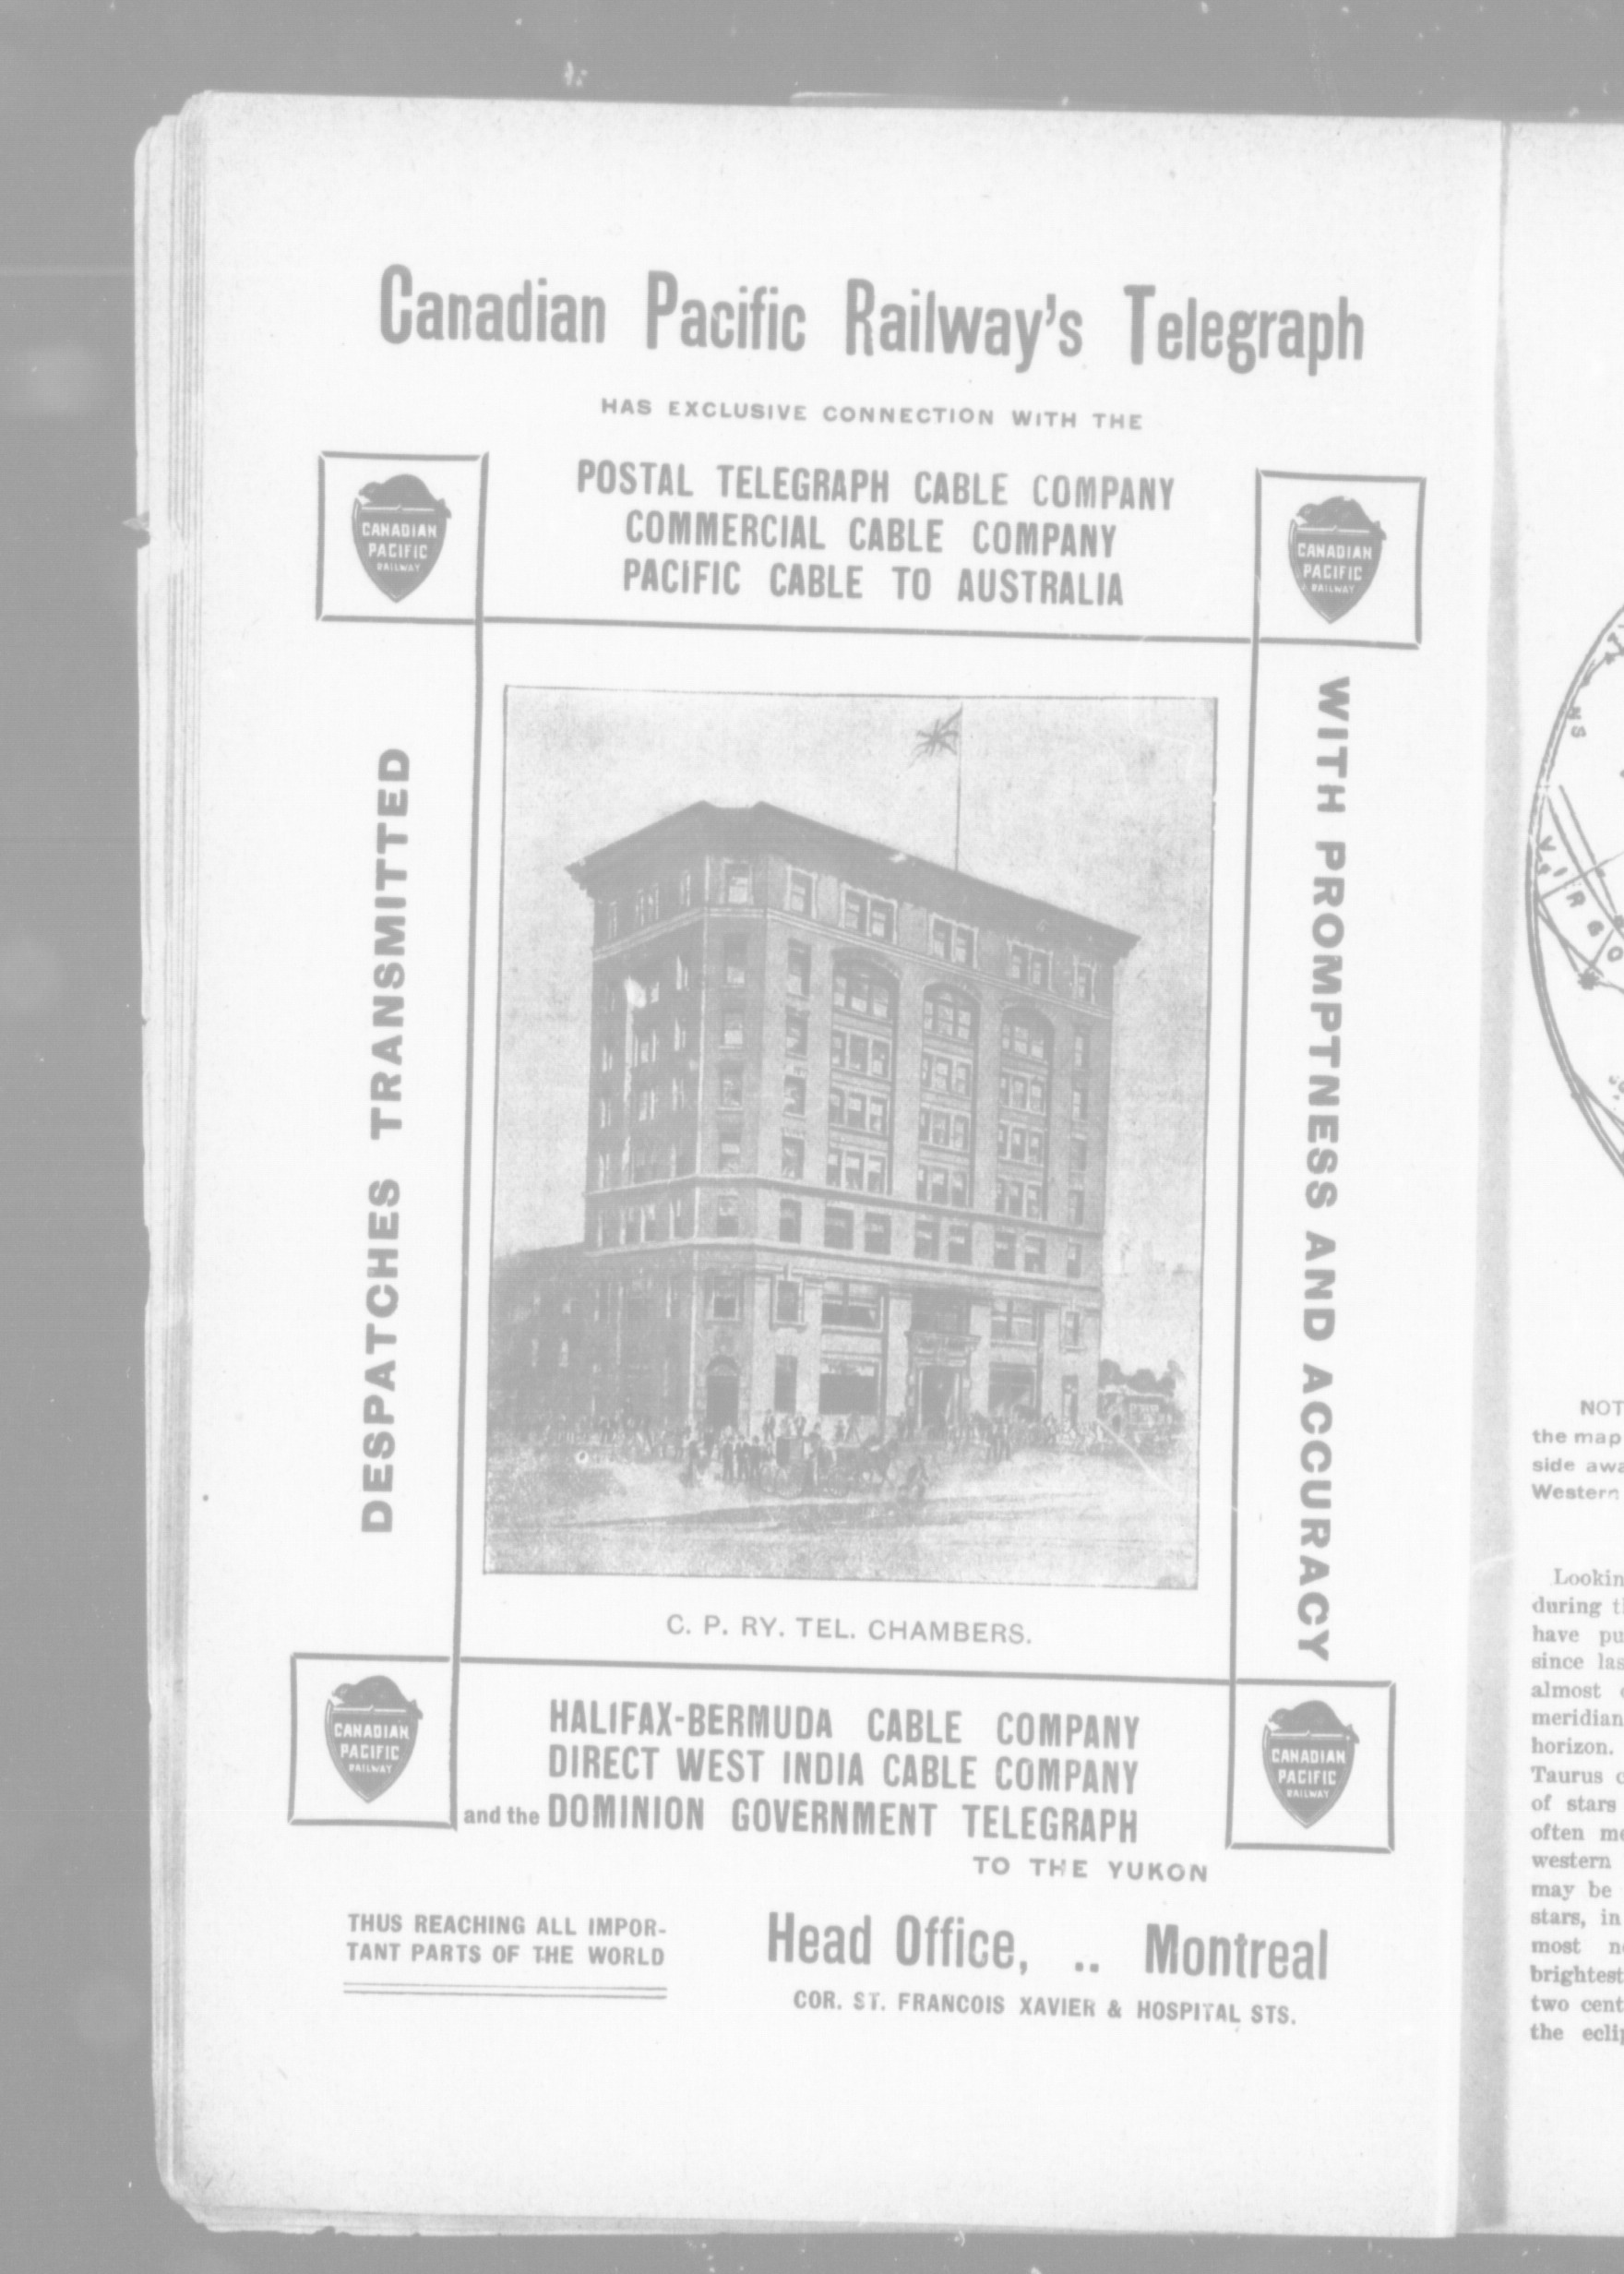 Canadian Pacific Railway's Telegraph
HAS EXCLUSIVE CONNECTION WITH THE
POSTAL TELEGRAPH CABLE COMPANY
COMMERCIAL CABLE COMPANY
PACIFIC CABLE TO AUSTRALIA
CANADIAN
PACIFIC
RAILWAY
CANADIAN
PACIFIC
RAILWAY
DESPATCHES TRANSMITTED
WITH PROMPTNESS AND ACCURACY
C. P. RY. TEL. CHAMBERS.
CANADIAN
PACIFIC
RAILWAY
CANADIAN
PACIFIC
RAILWAY
HALIFAX-BERMUDA CABLE COMPANY
DIRECT WEST INDIA CABLE COMPANY
and the DOMINION GOVERNMENT TELEGRAPH
TO THE YUKON
THUS REACHING ALL IMPOR-
TANT PARTS OF THE WORLD
Head Office, .. Montreal
COR. ST. FRANCOIS XAVIER & HOSPITAL STS.
VIRGO
NOT
the map
side awa
Western
Lookin
during t
have pu
since las
almost
meridian
horizon.
Taurus
of stars
often me
western
may be
stars, in
most n
brightest
two cent
the eclip